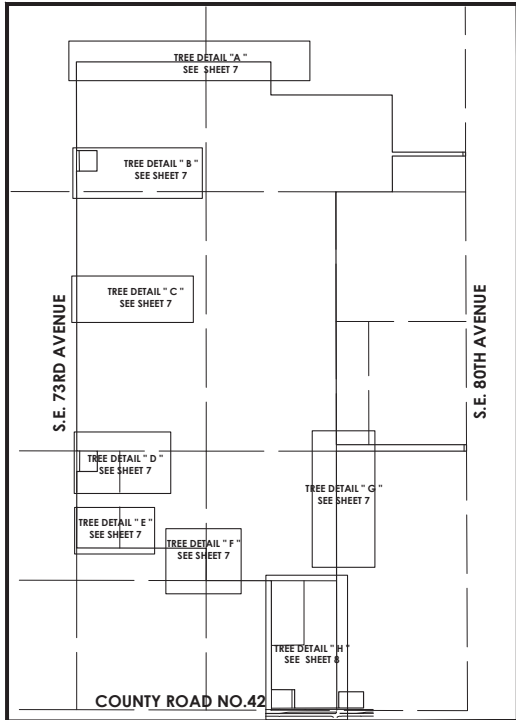 TREE DETAIL "A"
SEE SHEET 7
TREE DETAIL " B "
SEE SHEET 7
TREE DETAIL " C "
SEE SHEET 7
S.E. 73RD AVENUE
S.E. 80TH AVENUE
TREE DETAIL " D "
SEE SHEET 7
TREE DETAIL " G "
SEE SHEET 7
TREE DETAIL " E "
SEE SHEET 7
TREE DETAIL " F "
SEE SHEET 7
TREE DETAIL " H "
SEE SHEET 8
COUNTY ROAD NO.42